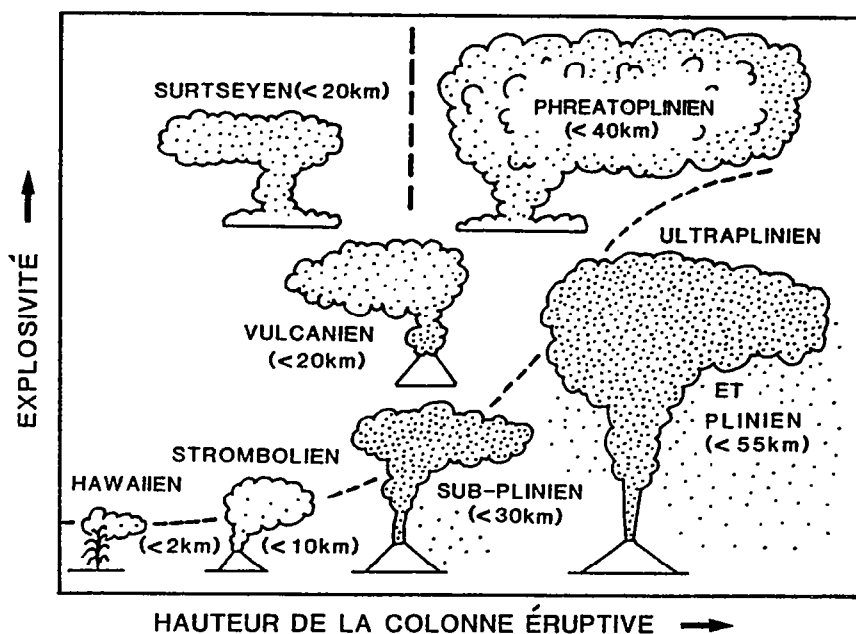 SURTSEYEN (<20km)
PHREATOPLINIEN
(<40km)
ULTRAPLINIEN
VULCANIEN
(<20km)
ET
PLINIEN
(<55km)
STROMBOLIEN
HAWAIIEN
SUB-PLINIEN
(<30km)
(<2km)
(<10km)
EXPLOSIVITÉ
HAUTEUR DE LA COLONNE ÉRUPTIVE